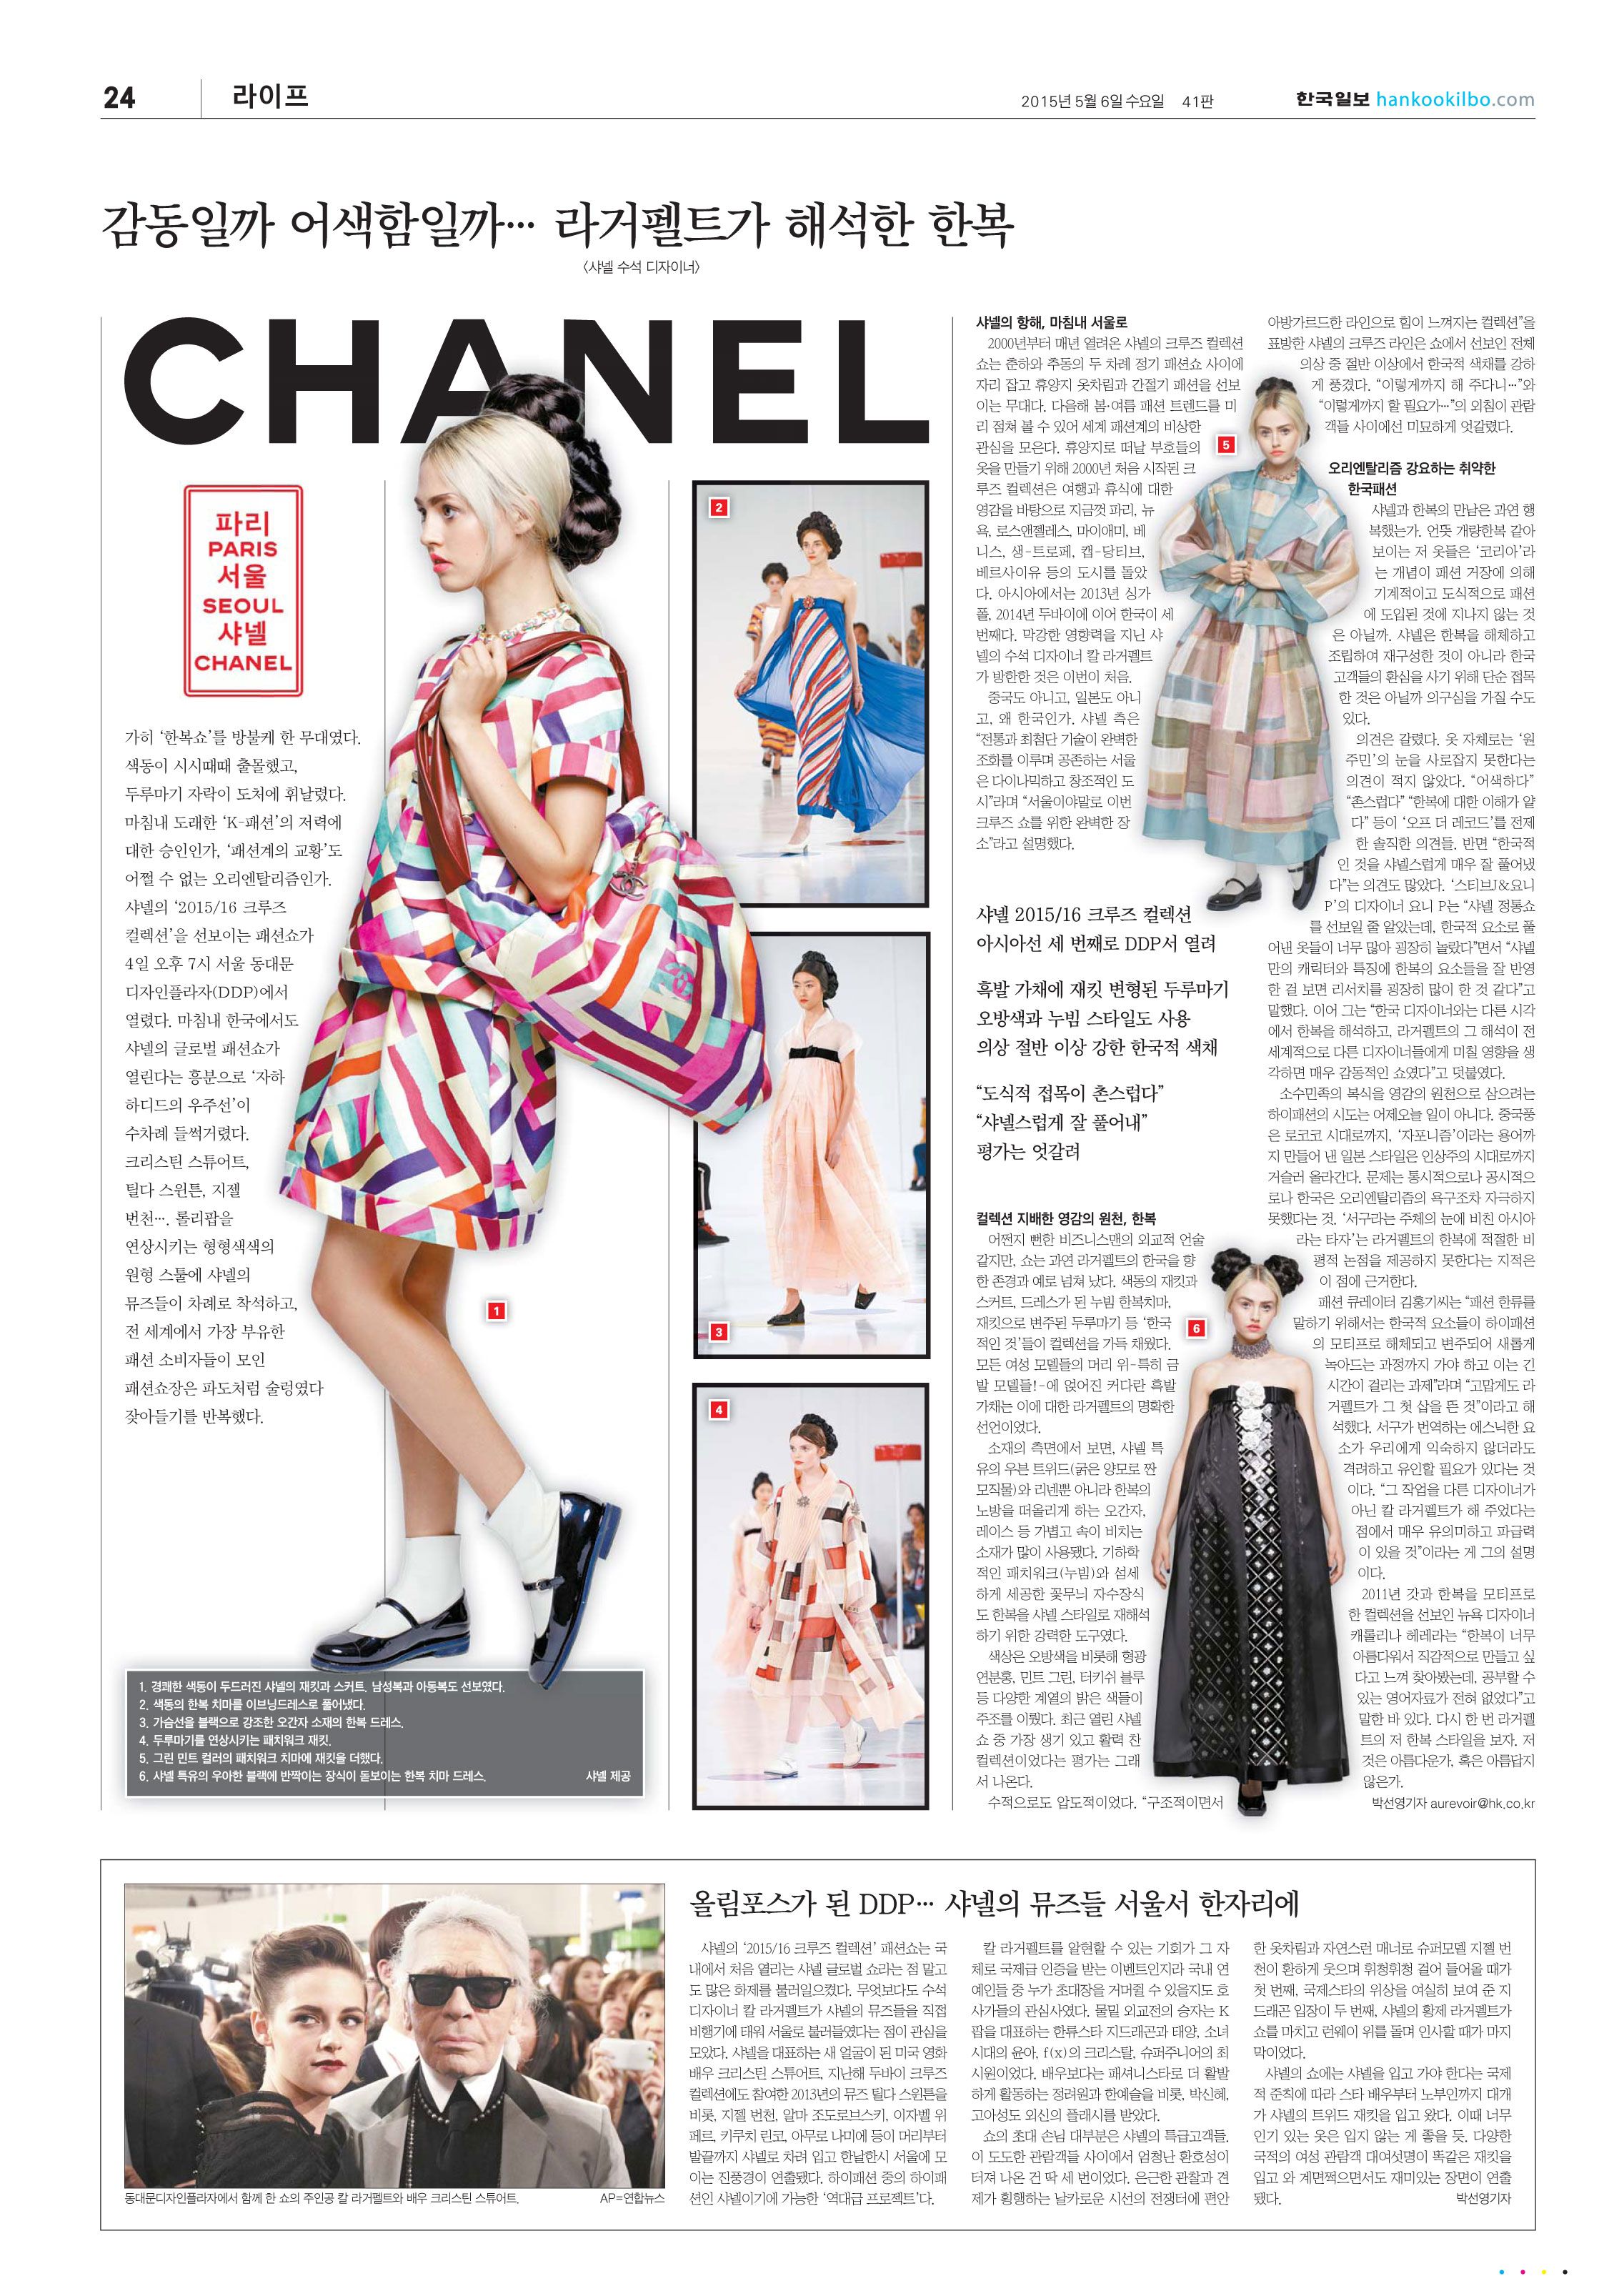 24
라이프
2015년 5월 6일 수요일 41판
한국일보 hankookilbo.com
감동일까 어색함일까… 라거펠트가 해석한 한복
〈샤넬 수석 디자이너〉
CHANEL
파리
PARIS
서울
SEOUL
샤넬
CHANEL
가히 ‘한복쇼’를 방불케 한 무대였다.
색동이 시시때때 출몰했고,
두루마기 자락이 도처에 휘날렸다.
마침내 도래한 ‘K-패션’의 저력에
대한 승인인가, ‘패션계의 교황’도
어쩔 수 없는 오리엔탈리즘인가.
샤넬의 ‘2015/16 크루즈
컬렉션’을 선보이는 패션쇼가
4일 오후 7시 서울 동대문
디자인플라자(DDP)에서
열렸다. 마침내 한국에서도
샤넬의 글로벌 패션쇼가
열린다는 흥분으로 ‘자하
하디드의 우주선’이
수차례 들썩거렸다.
크리스틴 스튜어트,
틸다 스윈튼, 지젤
번천…. 롤리팝을
연상시키는 형형색색의
원형 스툴에 샤넬의
뮤즈들이 차례로 착석하고,
전 세계에서 가장 부유한
패션 소비자들이 모인
패션쇼장은 파도처럼 술렁였다
잦아들기를 반복했다.
1
2
3
4
1. 경쾌한 색동이 두드러진 샤넬의 재킷과 스커트. 남성복과 아동복도 선보였다.
2. 색동의 한복 치마를 이브닝드레스로 풀어냈다.
3. 가슴선을 블랙으로 강조한 오간자 소재의 한복 드레스.
4. 두루마기를 연상시키는 패치워크 재킷.
5. 그린 민트 컬러의 패치워크 치마에 재킷을 더했다.
6. 샤넬 특유의 우아한 블랙에 반짝이는 장식이 돋보이는 한복 치마 드레스. 샤넬 제공
샤넬의 항해, 마침내 서울로
2000년부터 매년 열려온 샤넬의 크루즈 컬렉션
쇼는 춘하와 추동의 두 차례 정기 패션쇼 사이에
자리 잡고 휴양지 옷차림과 간절기 패션을 선보
이는 무대다. 다음해 봄·여름 패션 트렌드를 미
리 점쳐 볼 수 있어 세계 패션계의 비상한
관심을 모은다. 휴양지로 떠날 부호들의
옷을 만들기 위해 2000년 처음 시작된 크
루즈 컬렉션은 여행과 휴식에 대한
영감을 바탕으로 지금껏 파리, 뉴
욕, 로스앤젤레스, 마이애미, 베
니스, 생-트로페, 캡-당티브,
베르사이유 등의 도시를 돌았
다. 아시아에서는 2013년 싱가
폴, 2014년 두바이에 이어 한국이 세
번째다. 막강한 영향력을 지닌 샤
넬의 수석 디자이너 칼 라거펠트
가 방한한 것은 이번이 처음.
중국도 아니고, 일본도 아니
고, 왜 한국인가. 샤넬 측은
“전통과 최첨단 기술이 완벽한
조화를 이루며 공존하는 서울
은 다이나믹하고 창조적인 도
시”라며 “서울이야말로 이번
크루즈 쇼를 위한 완벽한 장
소”라고 설명했다.
샤넬 2015/16 크루즈 컬렉션
아시아선 세 번째로 DDP서 열려
흑발 가채에 재킷 변형된 두루마기
오방색과 누빔 스타일도 사용
의상 절반 이상 강한 한국적 색채
“도식적 접목이 촌스럽다”
“샤넬스럽게 잘 풀어내”
평가는 엇갈려
컬렉션 지배한 영감의 원천, 한복
어쩐지 뻔한 비즈니스맨의 외교적 언술
같지만, 쇼는 과연 라거펠트의 한국을 향
한 존경과 예로 넘쳐 났다. 색동의 재킷과
스커트, 드레스가 된 누빔 한복치마,
재킷으로 변주된 두루마기 등 ‘한국
적인 것’들이 컬렉션을 가득 채웠다.
모든 여성 모델들의 머리 위-특히 금
발 모델들!-에 얹어진 커다란 흑발
가채는 이에 대한 라거펠트의 명확한
선언이었다.
소재의 측면에서 보면, 샤넬 특
유의 우븐 트위드(굵은 양모로 짠
모직물)와 리넨뿐 아니라 한복의
노방을 떠올리게 하는 오간자,
레이스 등 가볍고 속이 비치는
소재가 많이 사용됐다. 기하학
적인 패치워크(누빔)와 섬세
하게 세공한 꽃무늬 자수장식
도 한복을 샤넬 스타일로 재해석
하기 위한 강력한 도구였다.
색상은 오방색을 비롯해 형광
연분홍, 민트 그린, 터키쉬 블루
등 다양한 계열의 밝은 색들이
주조를 이뤘다. 최근 열린 샤넬
쇼 중 가장 생기 있고 활력 찬
컬렉션이었다는 평가는 그래
서 나온다.
수적으로도 압도적이었다. “구조적이면서
아방가르드한 라인으로 힘이 느껴지는 컬렉션”을
표방한 샤넬의 크루즈 라인은 쇼에서 선보인 전체
의상 중 절반 이상에서 한국적 색채를 강하
게 풍겼다. “이렇게까지 해 주다니…”와
“이렇게까지 할 필요가…”의 외침이 관람
객들 사이에선 미묘하게 엇갈렸다.
5
오리엔탈리즘 강요하는 취약한
한국패션
샤넬과 한복의 만남은 과연 행
복했는가. 언뜻 개량한복 같아
보이는 저 옷들은 ‘코리아’라
는 개념이 패션 거장에 의해
기계적이고 도식적으로 패션
에 도입된 것에 지나지 않는 것
은 아닐까. 샤넬은 한복을 해체하고
조립하여 재구성한 것이 아니라 한국
고객들의 환심을 사기 위해 단순 접목
한 것은 아닐까 의구심을 가질 수도
있다.
의견은 갈렸다. 옷 자체로는 ‘원
주민’의 눈을 사로잡지 못한다는
의견이 적지 않았다. “어색하다”
“촌스럽다” “한복에 대한 이해가 얕
다” 등이 ‘오프 더 레코드’를 전제
한 솔직한 의견들. 반면 “한국적
인 것을 샤넬스럽게 매우 잘 풀어냈
다”는 의견도 많았다. ‘스티브J&요니
P’의 디자이너 요니 P는 “샤넬 정통쇼
를 선보일 줄 알았는데, 한국적 요소로 풀
어낸 옷들이 너무 많아 굉장히 놀랐다”면서 “샤넬
만의 캐릭터와 특징에 한복의 요소들을 잘 반영
한 걸 보면 리서치를 굉장히 많이 한 것 같다”고
말했다. 이어 그는 “한국 디자이너와는 다른 시각
에서 한복을 해석하고, 라거펠트의 그 해석이 전
세계적으로 다른 디자이너들에게 미칠 영향을 생
각하면 매우 감동적인 쇼였다”고 덧붙였다.
소수민족의 복식을 영감의 원천으로 삼으려는
하이패션의 시도는 어제오늘 일이 아니다. 중국풍
은 로코코 시대로까지, ‘자포니즘’이라는 용어까
지 만들어 낸 일본 스타일은 인상주의 시대로까지
거슬러 올라간다. 문제는 통시적으로나 공시적으
로나 한국은 오리엔탈리즘의 욕구조차 자극하지
못했다는 것. ‘서구라는 주체의 눈에 비친 아시아
라는 타자’는 라거펠트의 한복에 적절한 비
평적 논점을 제공하지 못한다는 지적은
이 점에 근거한다.
6
패션 큐레이터 김홍기씨는 “패션 한류를
말하기 위해서는 한국적 요소들이 하이패션
의 모티프로 해체되고 변주되어 새롭게
녹아드는 과정까지 가야 하고 이는 긴
시간이 걸리는 과제”라며 “고맙게도 라
거펠트가 그 첫 삽을 뜬 것”이라고 해
석했다. 서구가 번역하는 에스닉한 요
소가 우리에게 익숙하지 않더라도
격려하고 유인할 필요가 있다는 것
이다. “그 작업을 다른 디자이너가
아닌 칼 라거펠트가 해 주었다는
점에서 매우 유의미하고 파급력
이 있을 것”이라는 게 그의 설명
이다.
2011년 갓과 한복을 모티프로
한 컬렉션을 선보인 뉴욕 디자이너
캐롤리나 헤레라는 “한복이 너무
아름다워서 직감적으로 만들고 싶
다고 느껴 찾아봤는데, 공부할 수
있는 영어자료가 전혀 없었다”고
말한 바 있다. 다시 한 번 라거펠
트의 저 한복 스타일을 보자. 저
것은 아름다운가, 혹은 아름답지
않은가.
박선영기자 aurevoir@hk.co.kr
동대문디자인플라자에서 함께 한 쇼의 주인공 칼 라거펠트와 배우 크리스틴 스튜어트. AP=연합뉴스
올림포스가 된 DDP… 샤넬의 뮤즈들 서울서 한자리에
샤넬의 ‘2015/16 크루즈 컬렉션’ 패션쇼는 국
내에서 처음 열리는 샤넬 글로벌 쇼라는 점 말고
도 많은 화제를 불러일으켰다. 무엇보다도 수석
디자이너 칼 라거펠트가 샤넬의 뮤즈들을 직접
비행기에 태워 서울로 불러들였다는 점이 관심을
모았다. 샤넬을 대표하는 새 얼굴이 된 미국 영화
배우 크리스틴 스튜어트, 지난해 두바이 크루즈
컬렉션에도 참여한 2013년의 뮤즈 틸다 스윈튼을
비롯, 지젤 번천, 알마 조도로브스키, 이자벨 위
페르, 키쿠치 린코, 아무로 나미에 등이 머리부터
발끝까지 샤넬로 차려 입고 한날한시 서울에 모
이는 진풍경이 연출됐다. 하이패션 중의 하이패
션인 샤넬이기에 가능한 ‘역대급 프로젝트’다.
칼 라거펠트를 알현할 수 있는 기회가 그 자
체로 국제급 인증을 받는 이벤트인지라 국내 연
예인들 중 누가 초대장을 거머쥘 수 있을지도 호
사가들의 관심사였다. 물밑 외교전의 승자는 K
팝을 대표하는 한류스타 지드래곤과 태양, 소녀
시대의 윤아, f(x)의 크리스탈, 슈퍼주니어의 최
시원이었다. 배우보다는 패셔니스타로 더 활발
하게 활동하는 정려원과 한예슬을 비롯, 박신혜,
고아성도 외신의 플래시를 받았다.
쇼의 초대 손님 대부분은 샤넬의 특급고객들.
이 도도한 관람객들 사이에서 엄청난 환호성이
터져 나온 건 딱 세 번이었다. 은근한 관찰과 견
제가 횡행하는 날카로운 시선의 전쟁터에 편안
한 옷차림과 자연스런 매너로 슈퍼모델 지젤 번
천이 환하게 웃으며 휘청휘청 걸어 들어올 때가
첫 번째, 국제스타의 위상을 여실히 보여 준 지
드래곤 입장이 두 번째, 샤넬의 황제 라거펠트가
쇼를 마치고 런웨이 위를 돌며 인사할 때가 마지
막이었다.
샤넬의 쇼에는 샤넬을 입고 가야 한다는 국제
적 준칙에 따라 스타 배우부터 노부인까지 대개
가 샤넬의 트위드 재킷을 입고 왔다. 이때 너무
인기 있는 옷은 입지 않는 게 좋을 듯. 다양한
국적의 여성 관람객 대여섯명이 똑같은 재킷을
입고 와 계면쩍으면서도 재미있는 장면이 연출
됐다. 박선영기자